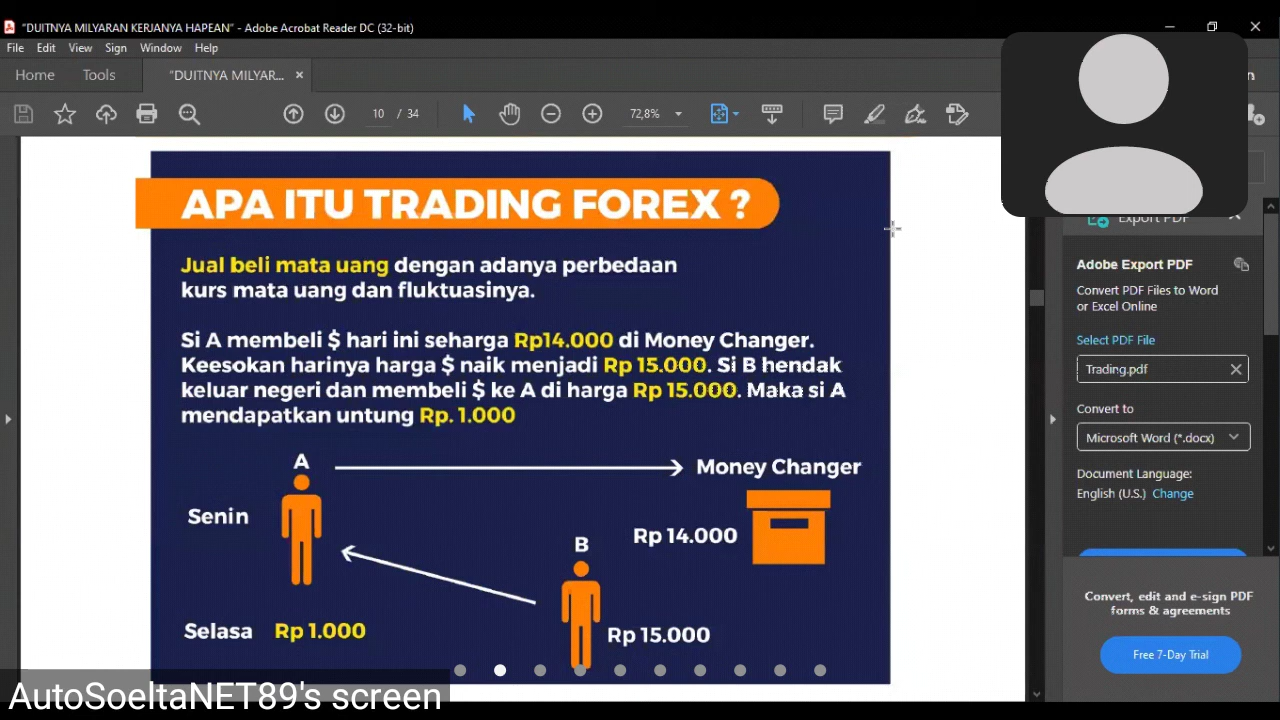 "DUITNYA MILYARAN KERJANYA HAPEAN" - Adobe Acrobat Reader DC (32-bit)
File Edit View Sign Window Help
Home Tools "DUITNYA MILYAR... ×
10 / 34 72,8%
APA ITU TRADING FOREX ?
Jual beli mata uang dengan adanya perbedaan
kurs mata uang dan fluktuasinya.
Si A membeli $ hari ini seharga Rp14.000 di Money Changer.
Keesokan harinya harga $ naik menjadi Rp 15.000. Si B hendak
keluar negeri dan membeli $ ke A di harga Rp 15.000. Maka si A
mendapatkan untung Rp. 1.000
A
Money Changer
Senin
Rp 14.000
B
Selasa Rp 1.000
Rp 15.000
Export PDF
Adobe Export PDF
Convert PDF Files to Word
or Excel Online
Select PDF File
Trading.pdf
Convert to
Microsoft Word (*.docx)
Document Language:
English (U.S.) Change
Convert, edit and e-sign PDF
forms & agreements
Free 7-Day Trial
AutoSoeltaNET89's screen